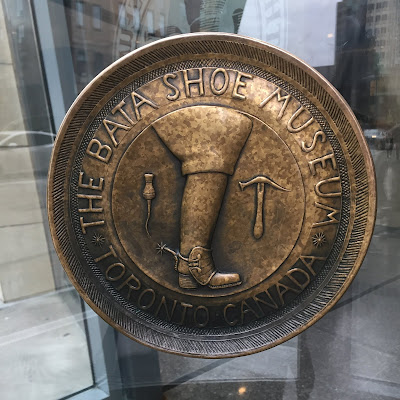 THE BATA SHOE MUSEUM
TORONTO·CANADA